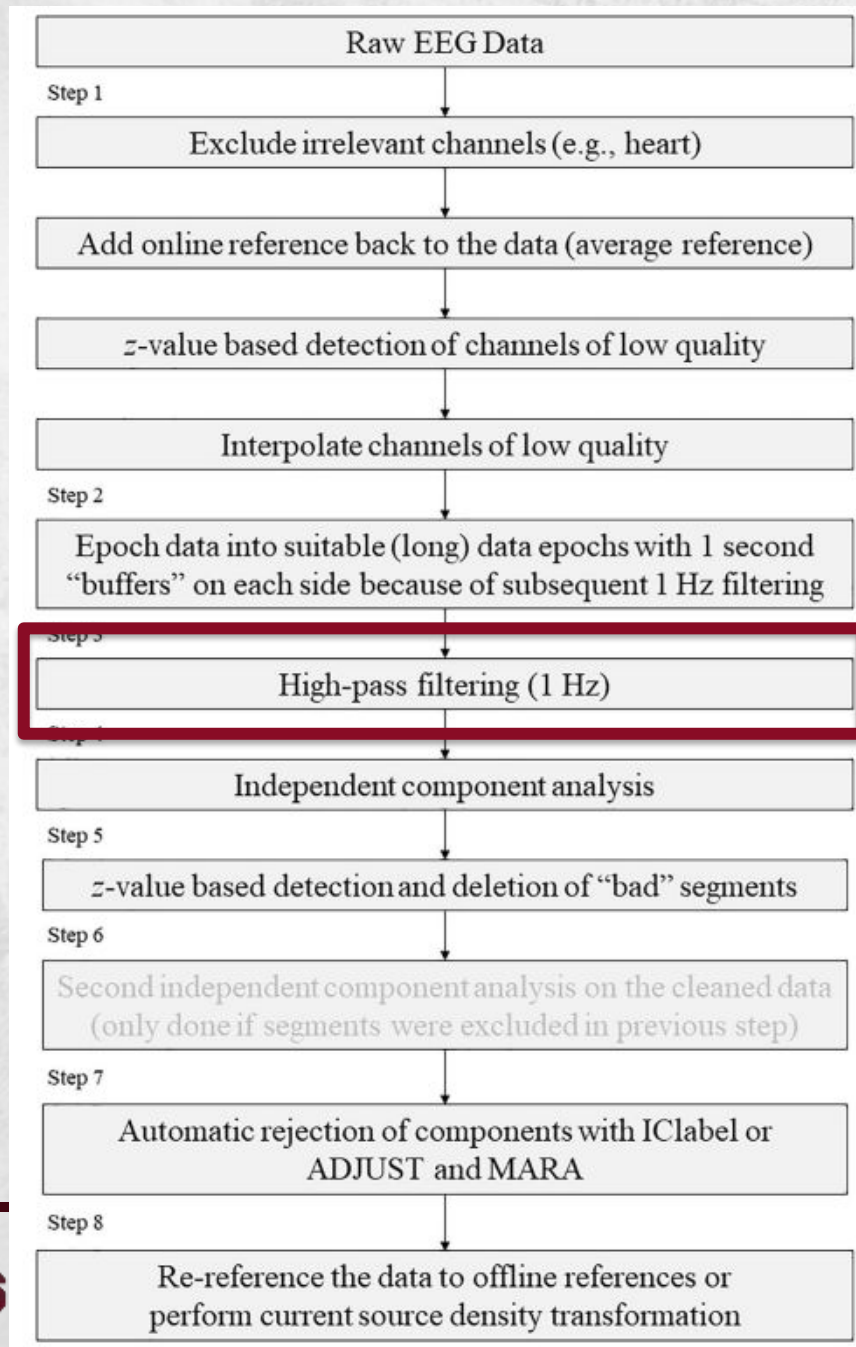 Raw EEG Data
Step 1
Exclude irrelevant channels (e.g., heart)
Add online reference back to the data (average reference)
z-value based detection of channels of low quality
Interpolate channels of low quality
Step 2
Epoch data into suitable (long) data epochs with 1 second
“buffers” on each side because of subsequent 1 Hz filtering
Step 3
High-pass filtering (1 Hz)
Independent component analysis
Step 5
z-value based detection and deletion of “bad” segments
Step 6
Second independent component analysis on the cleaned data
(only done if segments were excluded in previous step)
Step 7
Automatic rejection of components with IClabel or
ADJUST and MARA
Step 8
Re-reference the data to offline references or
perform current source density transformation